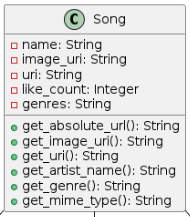 C Song
name: String
image_uri: String
uri: String
like_count: Integer
genres: String
get_absolute_url(): String
get_image_uri(): String
get_uri(): String
get_artist_name(): String
get_genre(): String
get_mime_type(): String